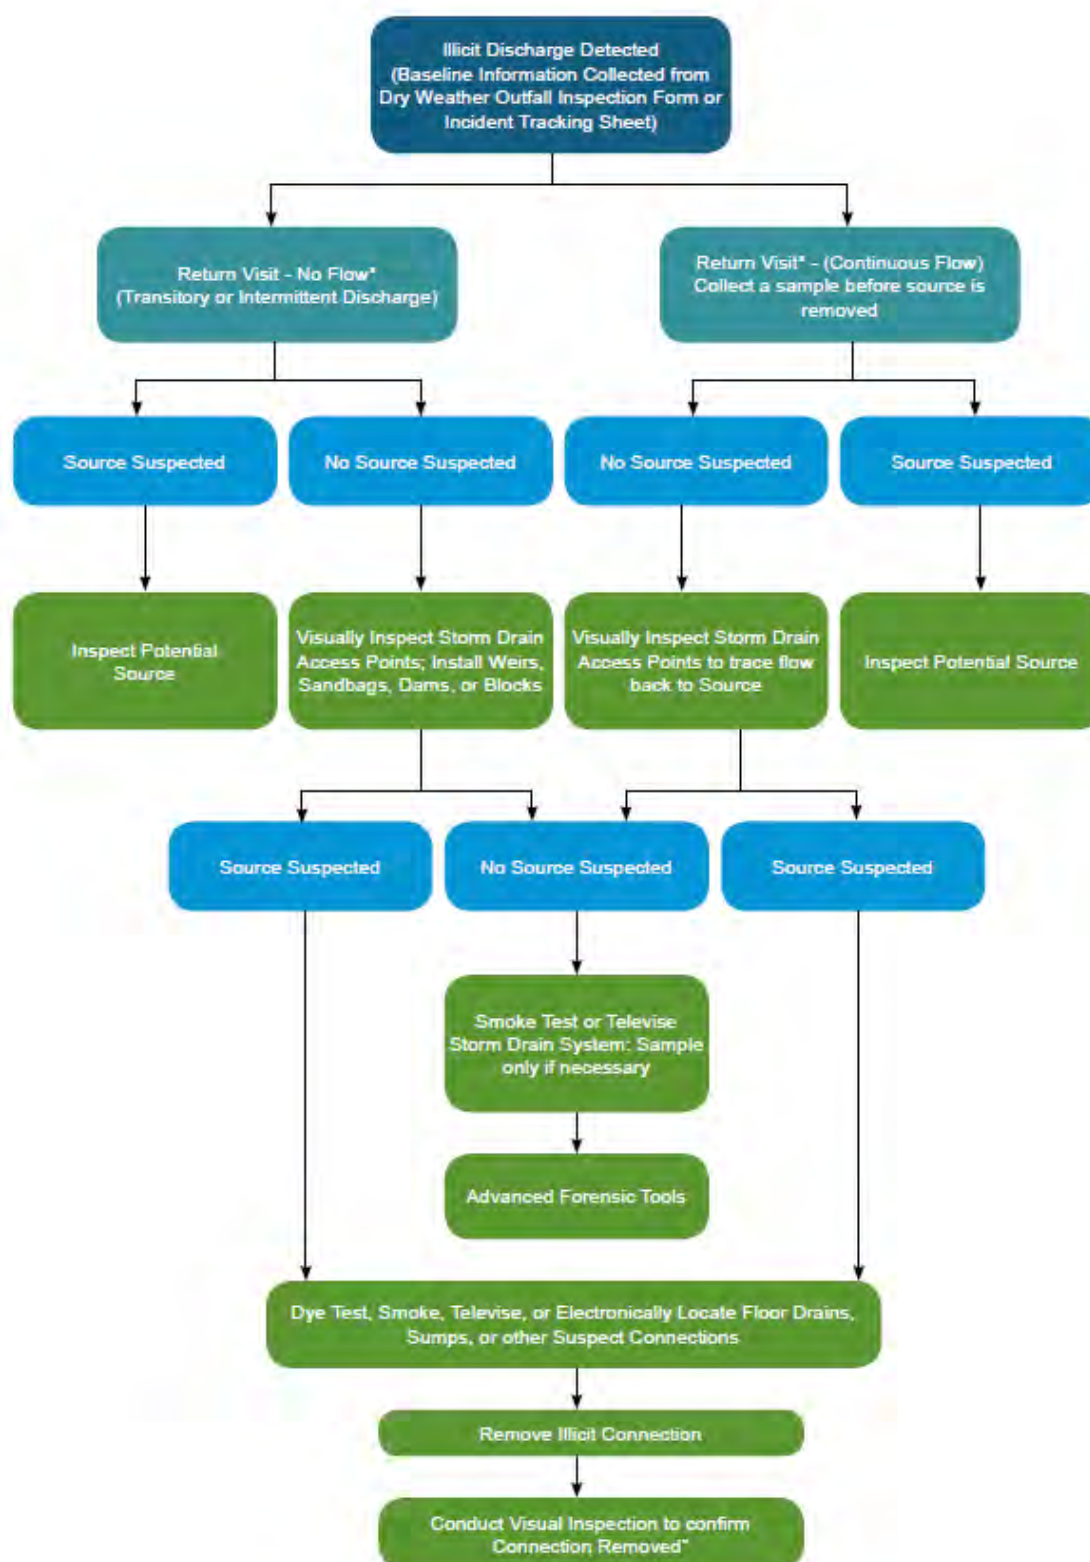 Illicit Discharge Detected
(Baseline Information Collected from
Dry Weather Outfall Inspection Form or
Incident Tracking Sheet)
Return Visit - No Flow*
(Transitory or Intermittent Discharge)
Return Visit* - (Continuous Flow)
Collect a sample before source is
removed
Source Suspected
No Source Suspected
No Source Suspected
Source Suspected
Inspect Potential
Source
Visually Inspect Storm Drain
Access Points; Install Weirs,
Sandbags, Dams, or Blocks
Visually Inspect Storm Drain
Access Points to trace flow
back to Source
Inspect Potential Source
Source Suspected
No Source Suspected
Source Suspected
Smoke Test or Televise
Storm Drain System: Sample
only if necessary
Advanced Forensic Tools
Dye Test, Smoke, Televise, or Electronically Locate Floor Drains,
Sumps, or other Suspect Connections
Remove Illicit Connection
Conduct Visual Inspection to confirm
Connection Removed"